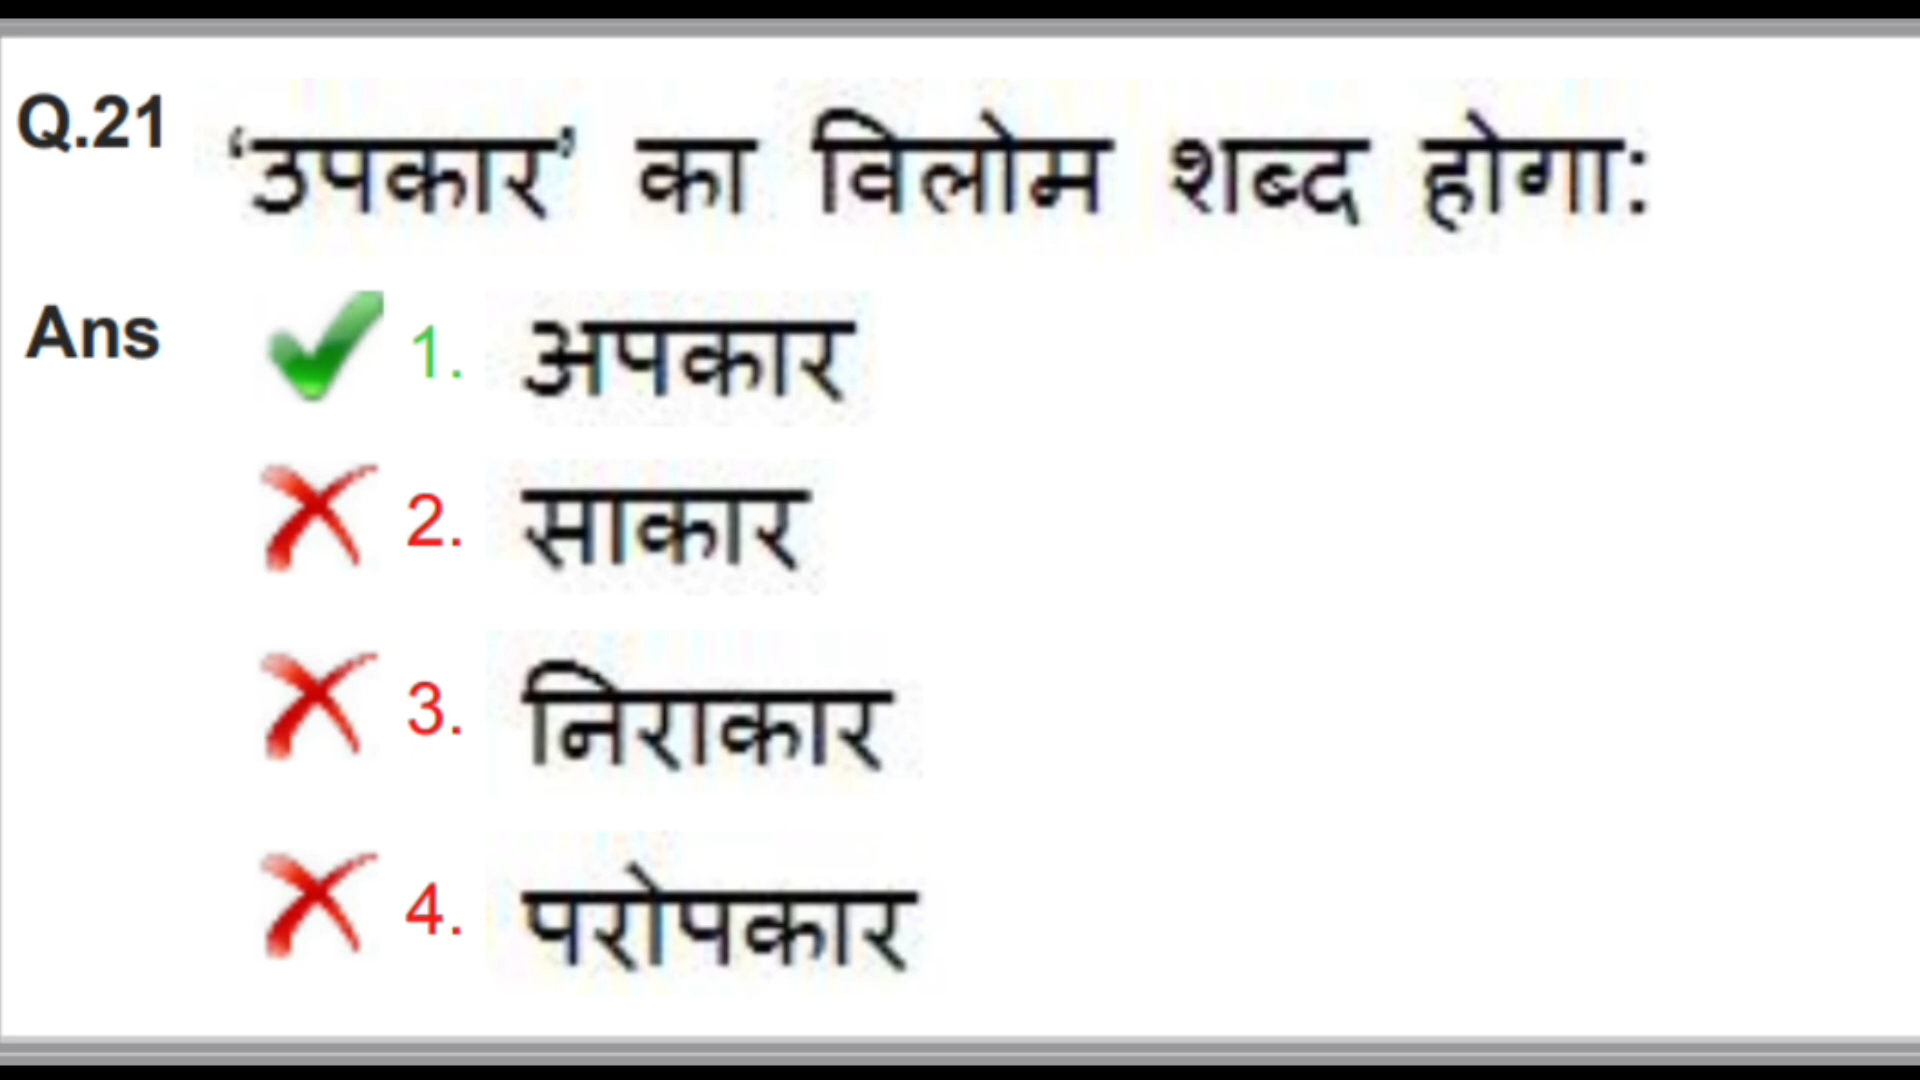 Q.21 ‘उपकार’ का विलोम शब्द होगा:
Ans 1. अपकार
2. साकार
3. निराकार
4. परोपकार